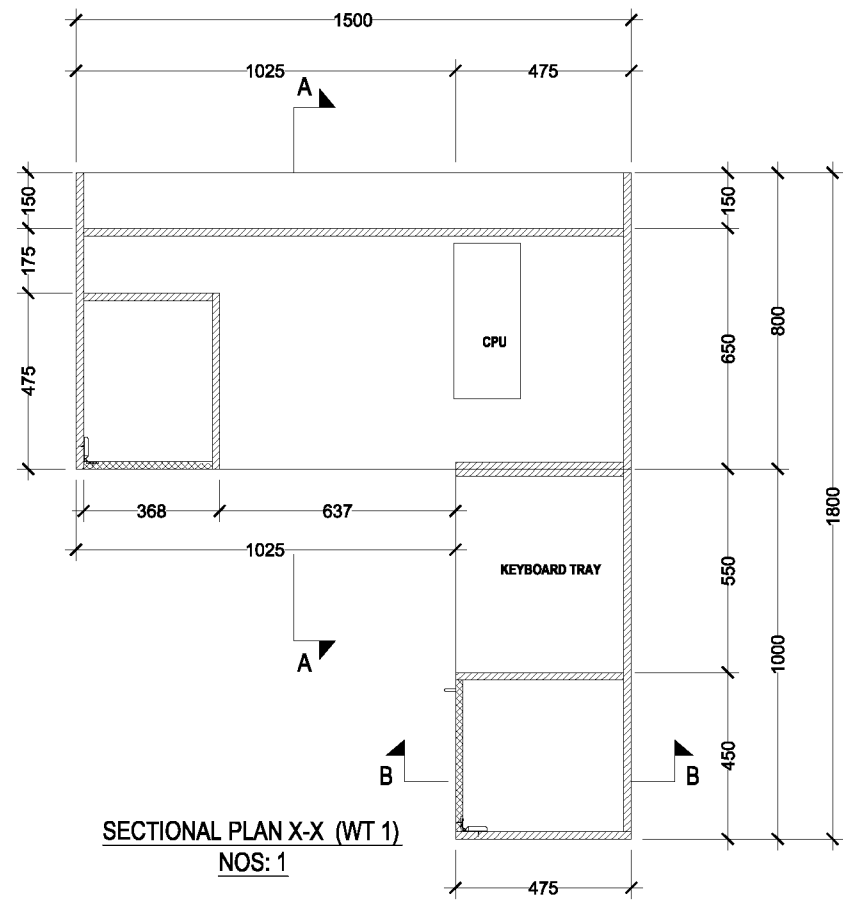 1500
1025
475
A
150
175
475
150
650
800
1800
CPU
368
637
1025
KEYBOARD TRAY
550
1000
A
B
B
450
SECTIONAL PLAN X-X (WT 1)
NOS: 1
475